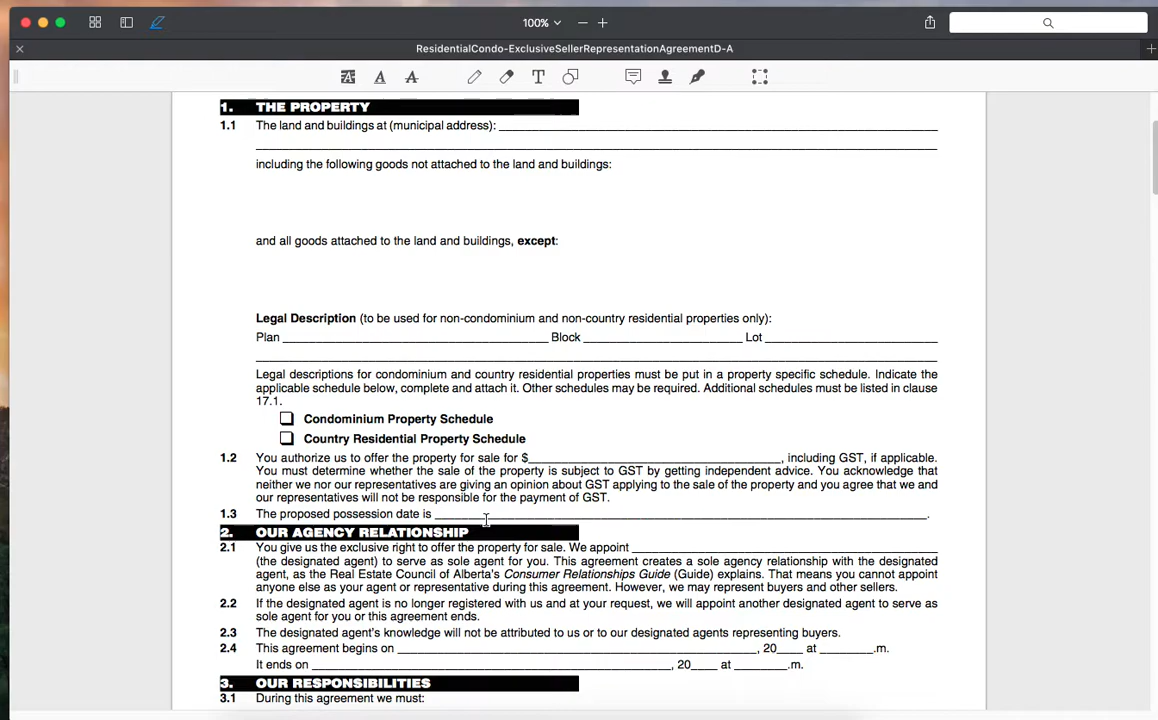 100%
ResidentialCondo-ExclusiveSellerRepresentationAgreementD-A
1. THE PROPERTY
1.1 The land and buildings at (municipal address):
including the following goods not attached to the land and buildings:
and all goods attached to the land and buildings, except:
Legal Description (to be used for non-condominium and non-country residential properties only):
Plan Block Lot
Legal descriptions for condominium and country residential properties must be put in a property specific schedule. Indicate the
applicable schedule below, complete and attach it. Other schedules may be required. Additional schedules must be listed in clause
17.1.
Condominium Property Schedule
Country Residential Property Schedule
1.2 You authorize us to offer the property for sale for $ , including GST, if applicable.
You must determine whether the sale of the property is subject to GST by getting independent advice. You acknowledge that
neither we nor our representatives are giving an opinion about GST applying to the sale of the property and you agree that we and
our representatives will not be responsible for the payment of GST.
1.3 The proposed possession date is .
2. OUR AGENCY RELATIONSHIP
2.1 You give us the exclusive right to offer the property for sale. We appoint
(the designated agent) to serve as sole agent for you. This agreement creates a sole agency relationship with the designated
agent, as the Real Estate Council of Alberta's Consumer Relationships Guide (Guide) explains. That means you cannot appoint
anyone else as your agent or representative during this agreement. However, we may represent buyers and other sellers.
2.2 If the designated agent is no longer registered with us and at your request, we will appoint another designated agent to serve as
sole agent for you or this agreement ends.
2.3 The designated agent's knowledge will not be attributed to us or to our designated agents representing buyers.
2.4 This agreement begins on , 20 at .m.
It ends on , 20 at .m.
3. OUR RESPONSIBILITIES
3.1 During this agreement we must: